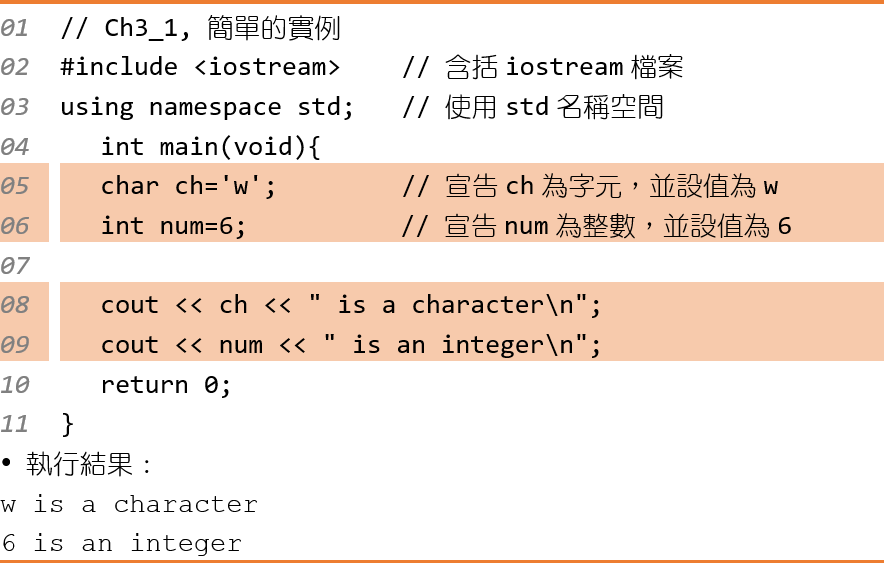 01 // Ch3_1, 簡單的實例
02 #include <iostream> // 含括 iostream 檔案
03 using namespace std; // 使用 std 名稱空間
04 int main(void){
05 char ch='w'; // 宣告 ch 為字元，並設值為 w
06 int num=6; // 宣告 num 為整數，並設值為 6
07
08 cout << ch << " is a character\n";
09 cout << num << " is an integer\n";
10 return 0;
11 }
• 執行結果：
w is a character
6 is an integer